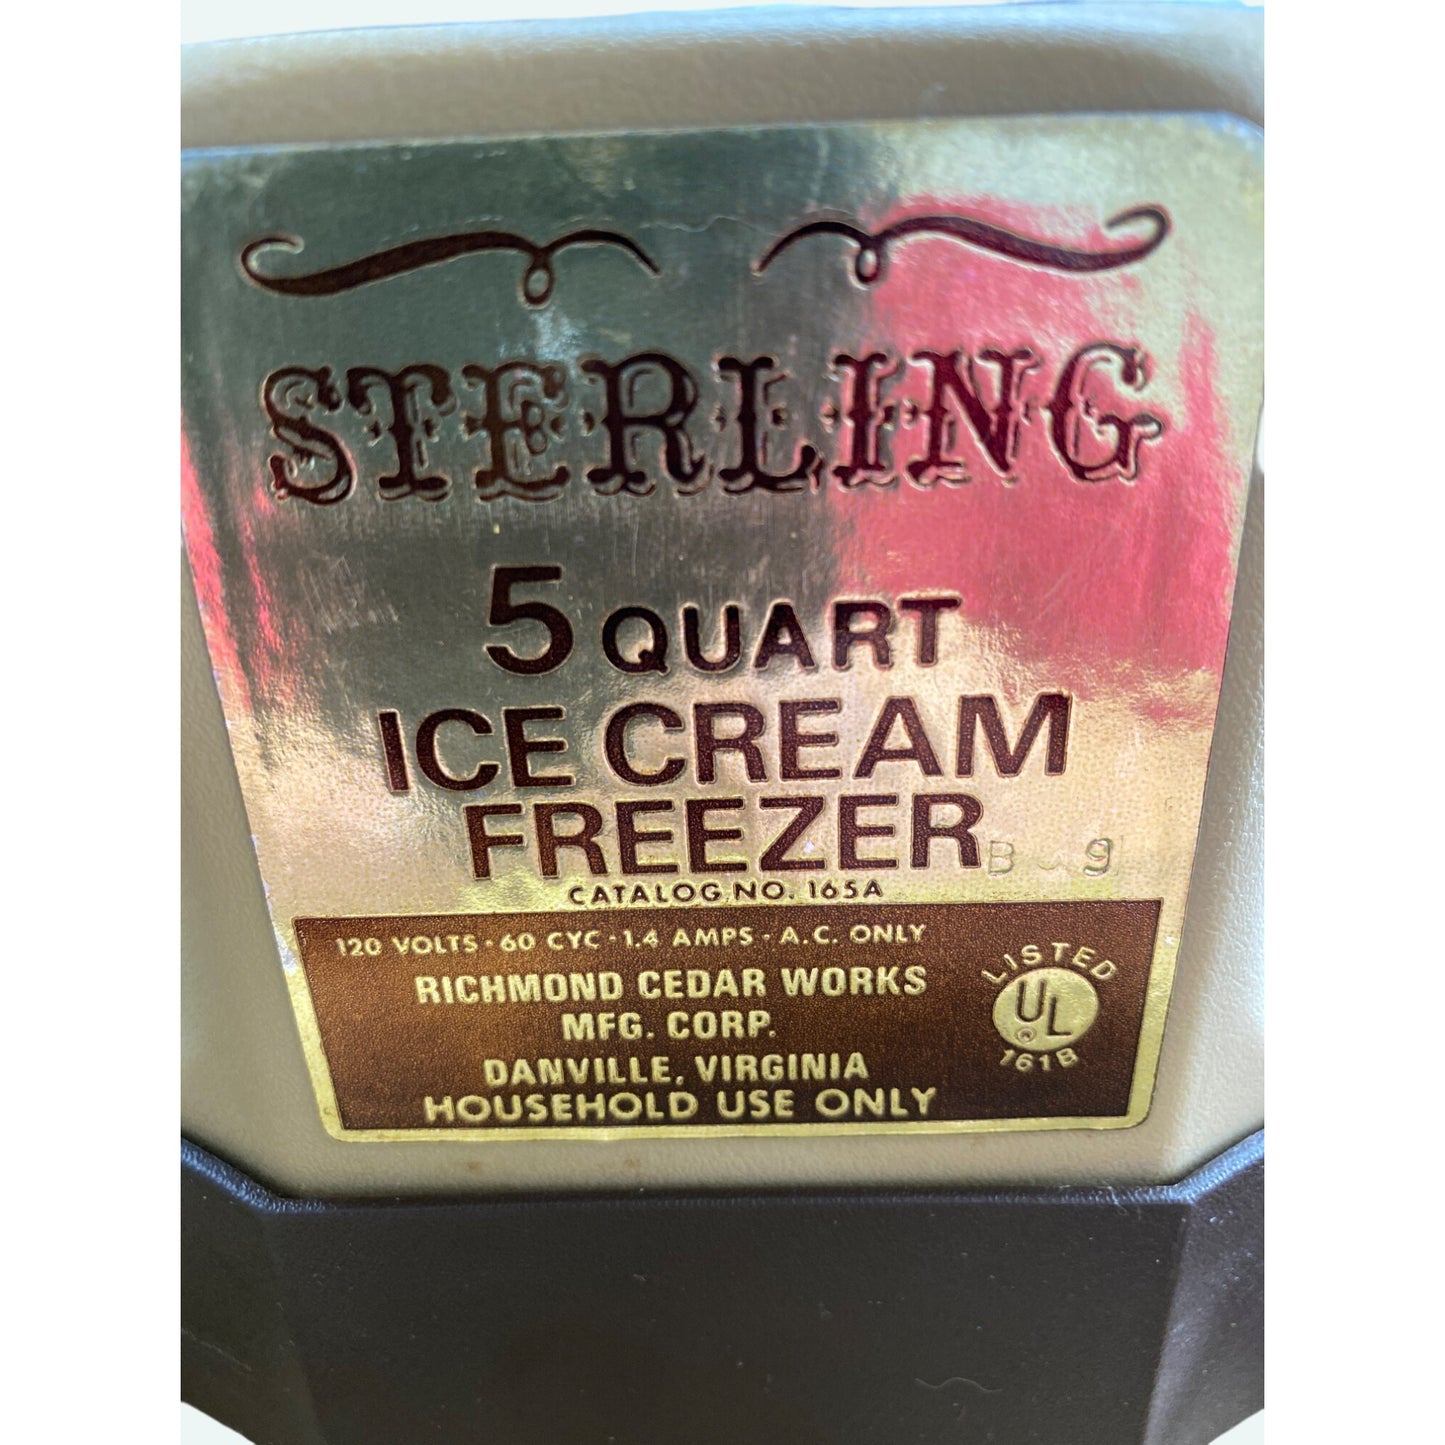 STERLING
5 QUART
ICE CREAM
FREEZER
CATALOG NO. 165A
120 VOLTS · 60 CYC · 1.4 AMPS · A.C. ONLY
RICHMOND CEDAR WORKS
MFG. CORP.
DANVILLE, VIRGINIA
HOUSEHOLD USE ONLY
LISTED
UL
®
161B